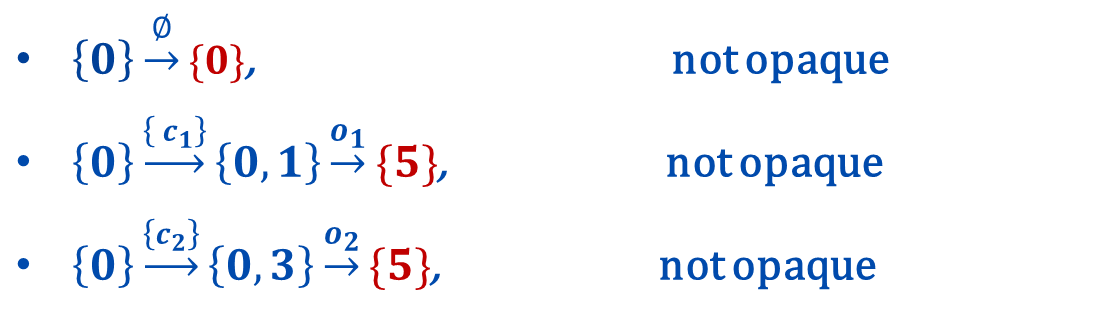 • {0} →^∅ {0}, not opaque
• {0} →^{{ c₁}} {0, 1} →^{o₁} {5}, not opaque
• {0} →^{{c₂}} {0, 3} →^{o₂} {5}, not opaque